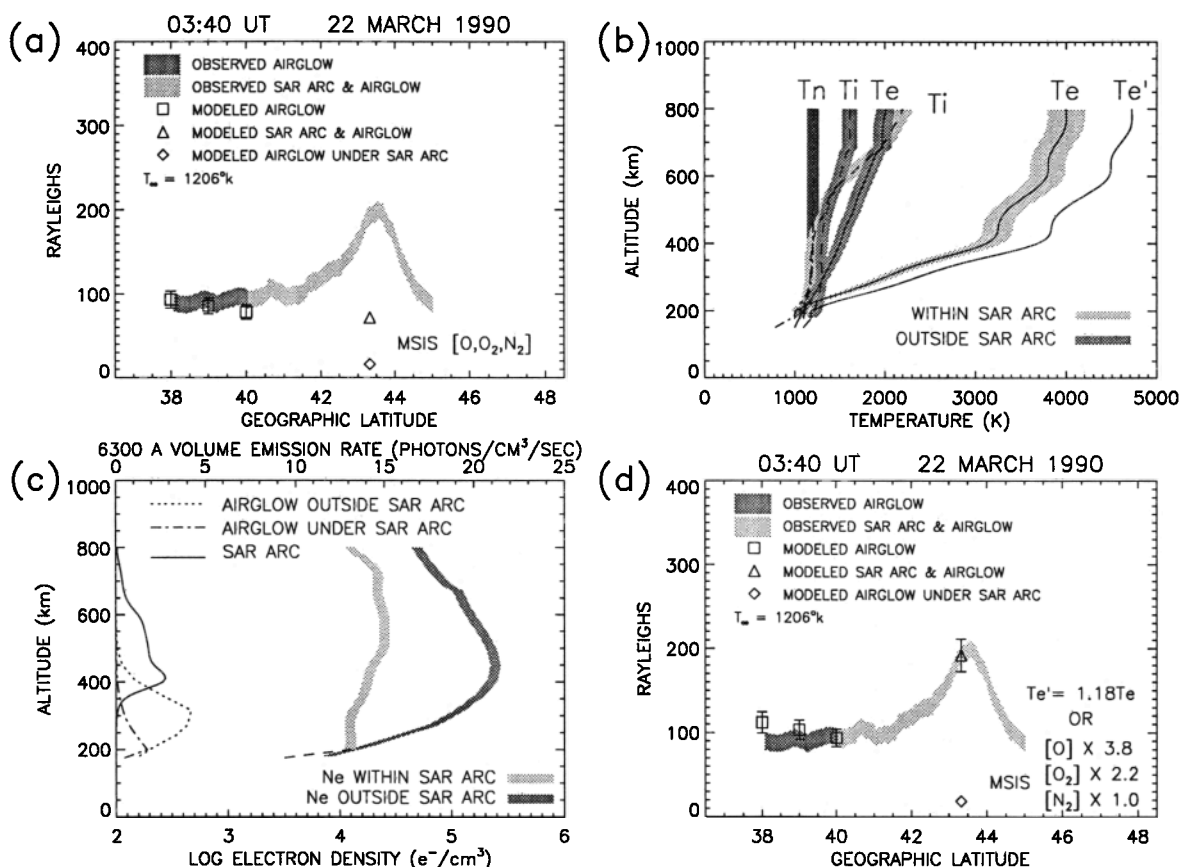 (a)
03:40 UT 22 MARCH 1990
400
300
200
100
0
RAYLEIGHS
OBSERVED AIRGLOW
OBSERVED SAR ARC & AIRGLOW
MODELED AIRGLOW
MODELED SAR ARC & AIRGLOW
MODELED AIRGLOW UNDER SAR ARC
T∞ = 1206°k
MSIS [O,O₂,N₂]
38 40 42 44 46 48
GEOGRAPHIC LATITUDE
(b)
1000
800
600
400
200
0
ALTITUDE (km)
Tn Ti Te Ti Te Te'
WITHIN SAR ARC
OUTSIDE SAR ARC
0 1000 2000 3000 4000 5000
TEMPERATURE (K)
(c)
6300 A VOLUME EMISSION RATE (PHOTONS/CM³/SEC)
0 5 10 15 20 25
1000
800
600
400
200
0
ALTITUDE (km)
AIRGLOW OUTSIDE SAR ARC
AIRGLOW UNDER SAR ARC
SAR ARC
Ne WITHIN SAR ARC
Ne OUTSIDE SAR ARC
2 3 4 5 6
LOG ELECTRON DENSITY (e⁻/cm³)
(d)
03:40 UT 22 MARCH 1990
400
300
200
100
0
RAYLEIGHS
OBSERVED AIRGLOW
OBSERVED SAR ARC & AIRGLOW
MODELED AIRGLOW
MODELED SAR ARC & AIRGLOW
MODELED AIRGLOW UNDER SAR ARC
T∞ = 1206°k
Te'= 1.18Te
OR
[O] X 3.8
[O₂] X 2.2
MSIS [N₂] X 1.0
38 40 42 44 46 48
GEOGRAPHIC LATITUDE